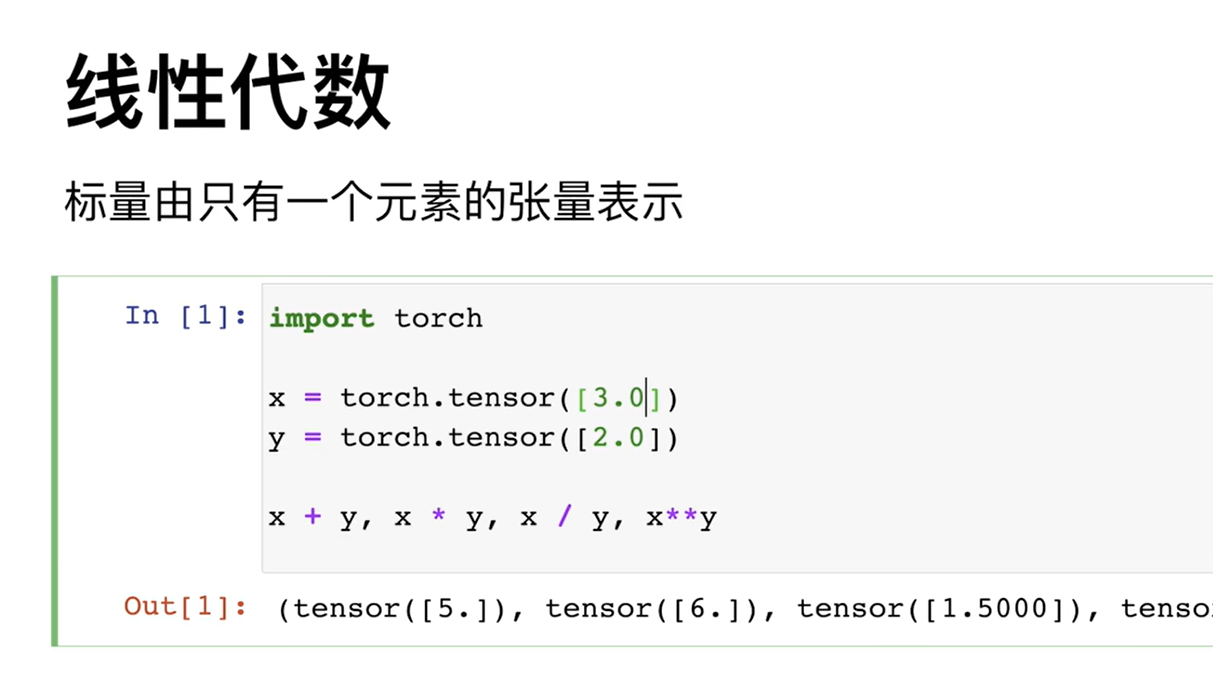 线性代数
标量由只有一个元素的张量表示
In [1]: import torch
x = torch.tensor([3.0])
y = torch.tensor([2.0])
x + y, x * y, x / y, x**y
Out[1]: (tensor([5.]), tensor([6.]), tensor([1.5000]), tenso